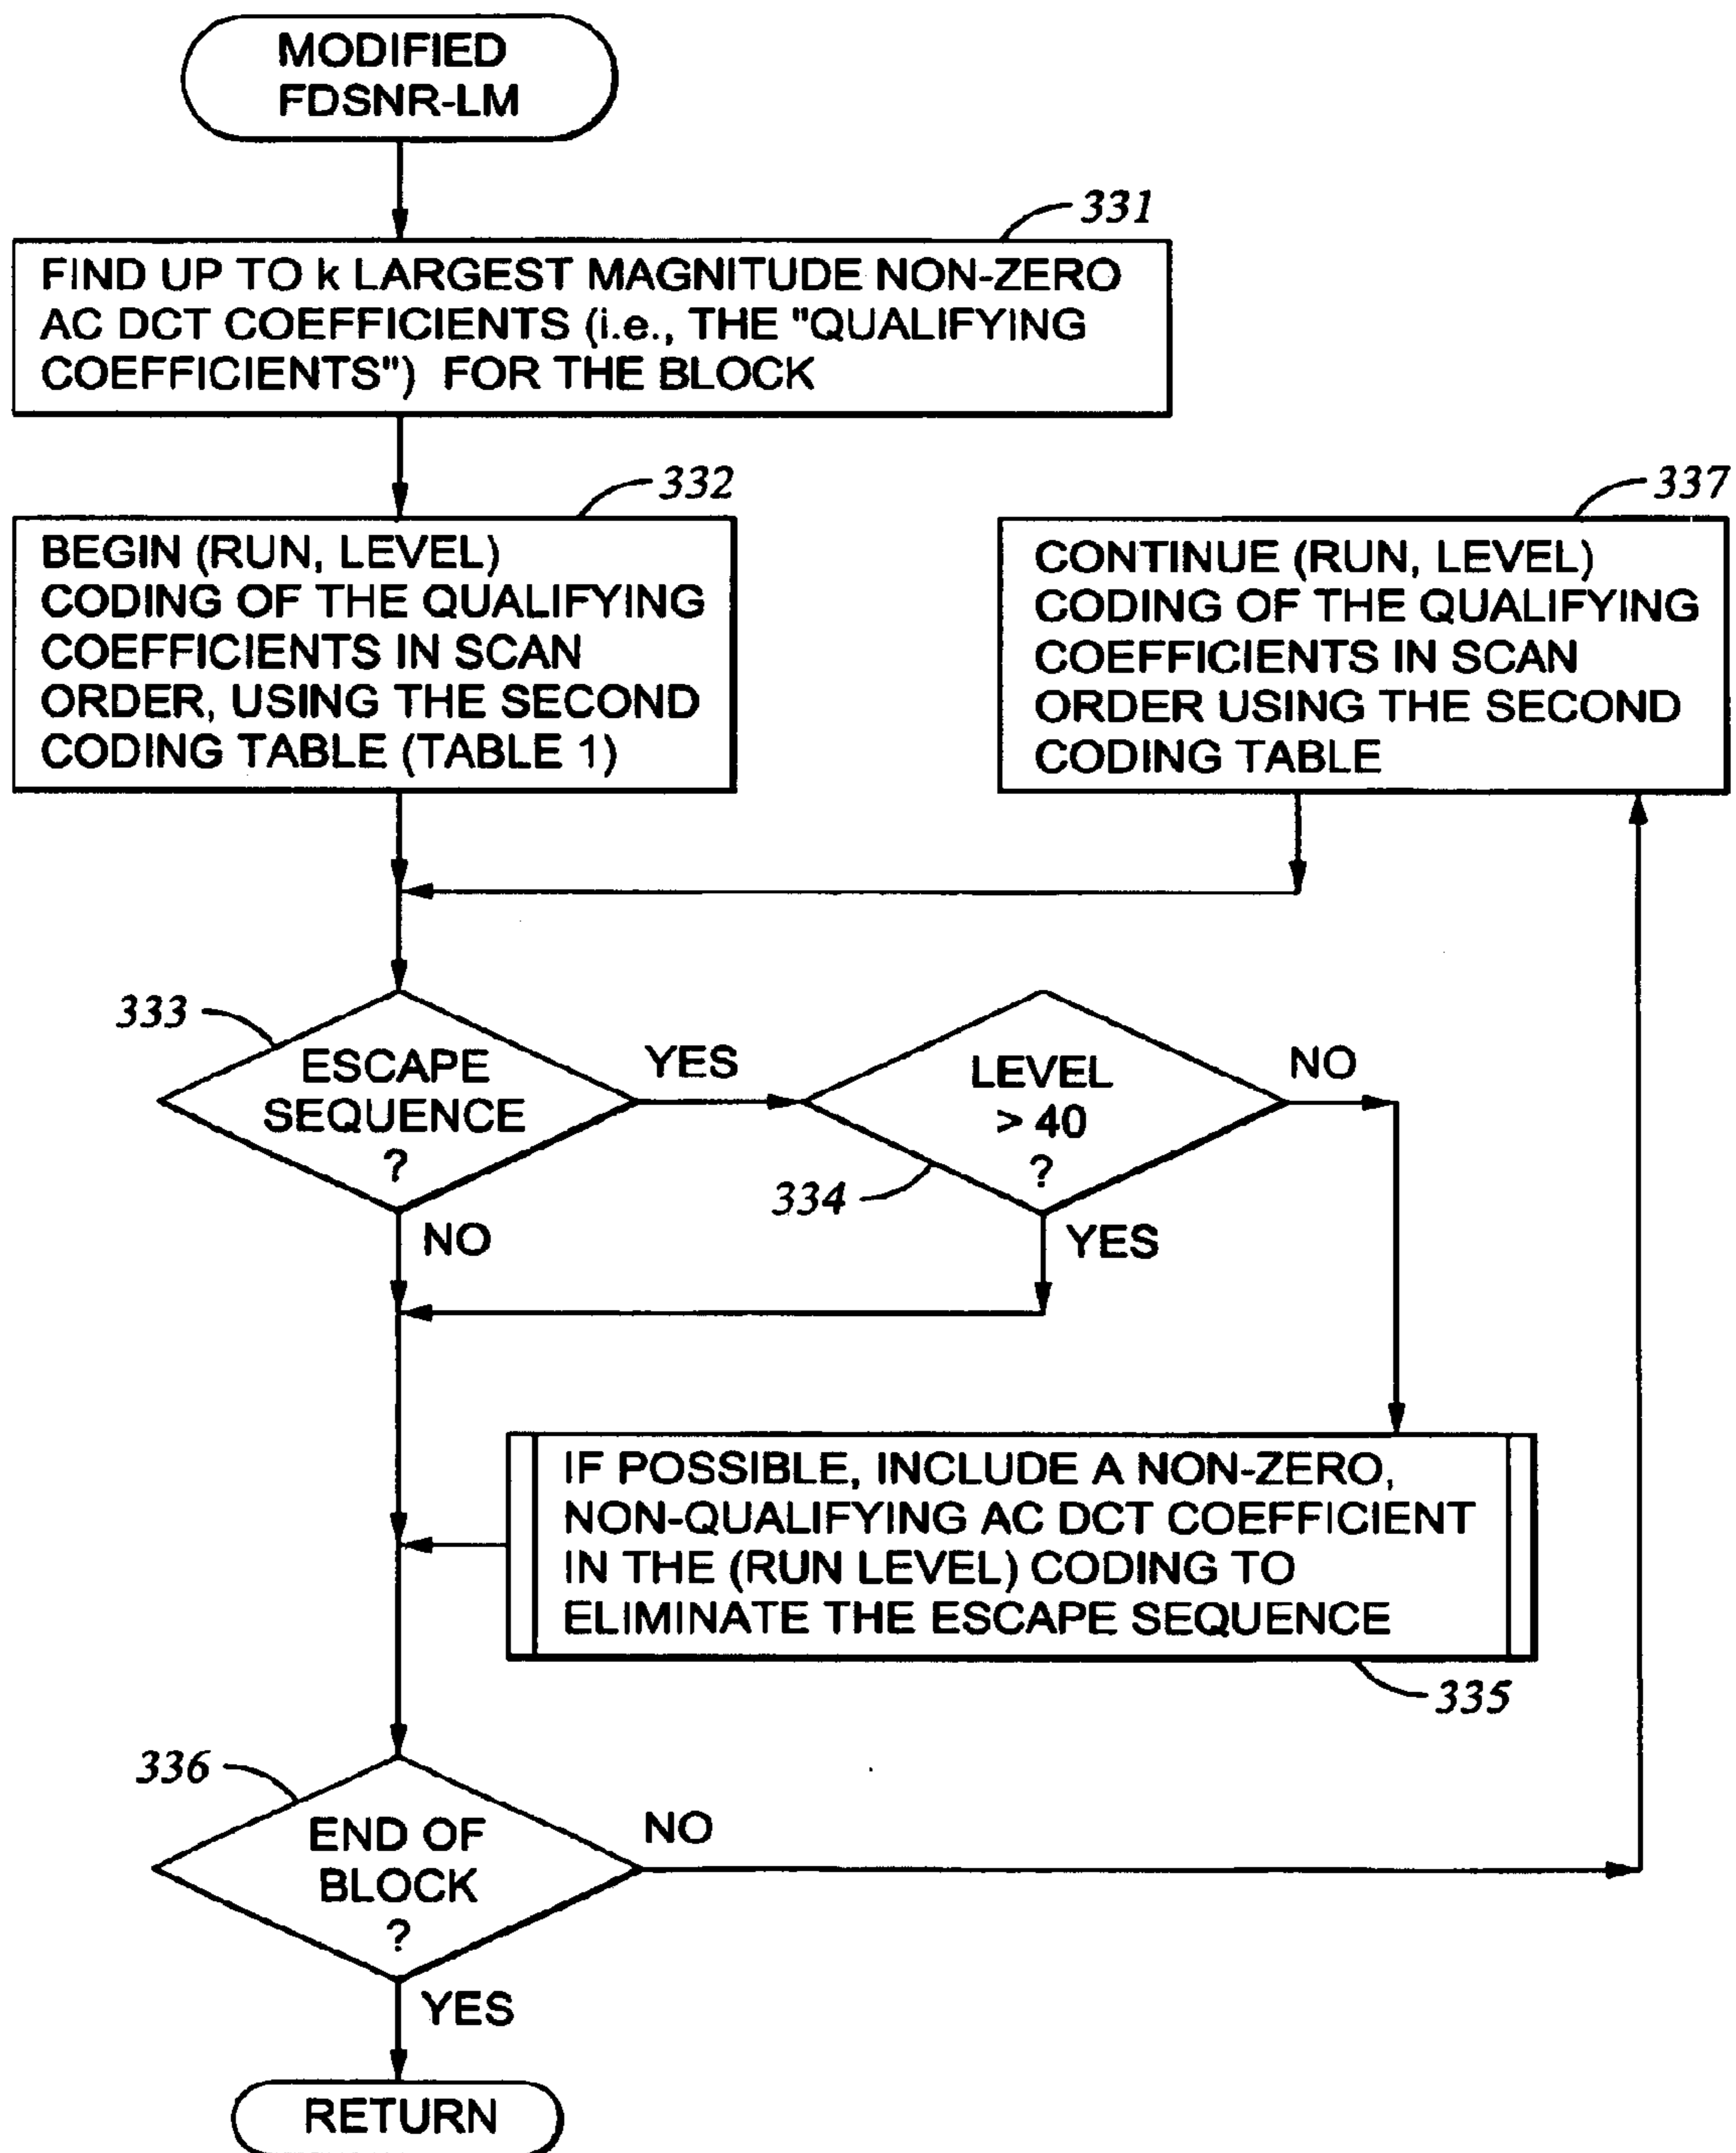 MODIFIED
FDSNR-LM
331
FIND UP TO k LARGEST MAGNITUDE NON-ZERO
AC DCT COEFFICIENTS (i.e., THE "QUALIFYING
COEFFICIENTS") FOR THE BLOCK
332
BEGIN (RUN, LEVEL)
CODING OF THE QUALIFYING
COEFFICIENTS IN SCAN
ORDER, USING THE SECOND
CODING TABLE (TABLE 1)
337
CONTINUE (RUN, LEVEL)
CODING OF THE QUALIFYING
COEFFICIENTS IN SCAN
ORDER USING THE SECOND
CODING TABLE
333
ESCAPE
SEQUENCE
?
YES
NO
LEVEL
> 40
?
334
NO
YES
IF POSSIBLE, INCLUDE A NON-ZERO,
NON-QUALIFYING AC DCT COEFFICIENT
IN THE (RUN LEVEL) CODING TO
ELIMINATE THE ESCAPE SEQUENCE
335
336
END OF
BLOCK
?
NO
YES
RETURN